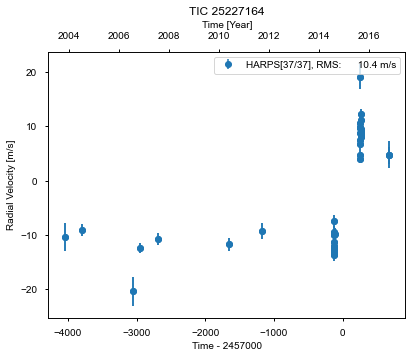 TIC 25227164
Time [Year]
2004 2006 2008 2010 2012 2014 2016
HARPS[37/37], RMS: 10.4 m/s
Radial Velocity [m/s]
20
10
0
−10
−20
−4000 −3000 −2000 −1000 0
Time - 2457000